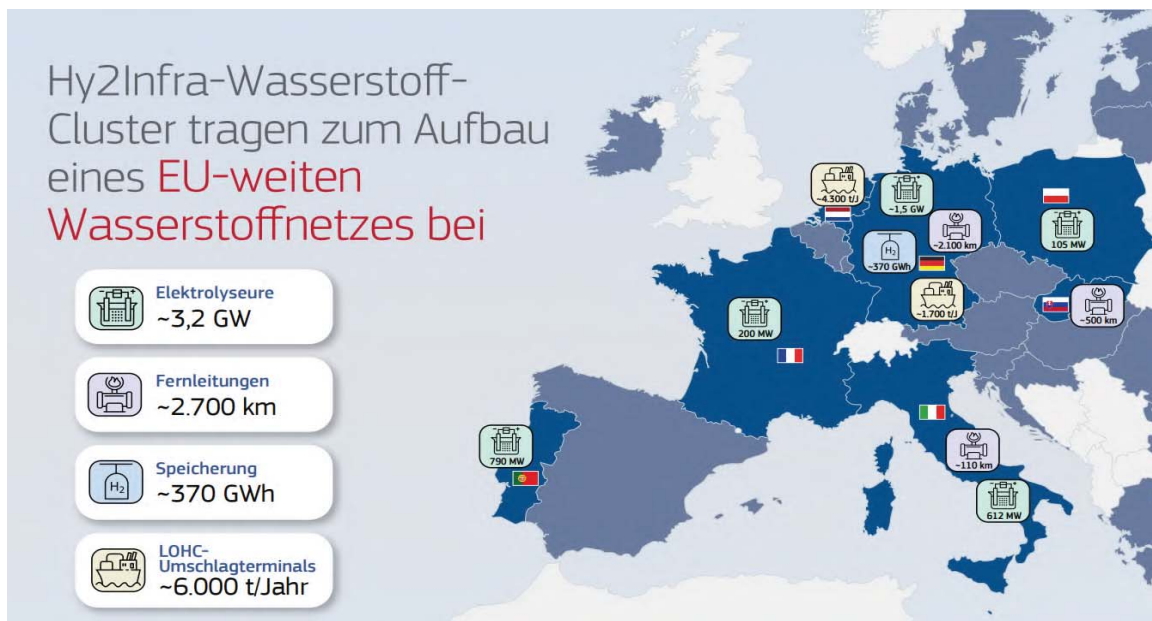 Hy2Infra-Wasserstoff-
Cluster tragen zum Aufbau
eines EU-weiten
Wasserstoffnetzes bei
Elektrolyseure
~3,2 GW
Fernleitungen
~2.700 km
H₂
Speicherung
~370 GWh
LOHC-
Umschlagterminals
~6.000 t/Jahr
~4.300 t/J
~1,5 GW
~2.100 km
H₂
~370 GWh
~1.700 t/J
105 MW
~500 km
200 MW
790 MW
~110 km
612 MW